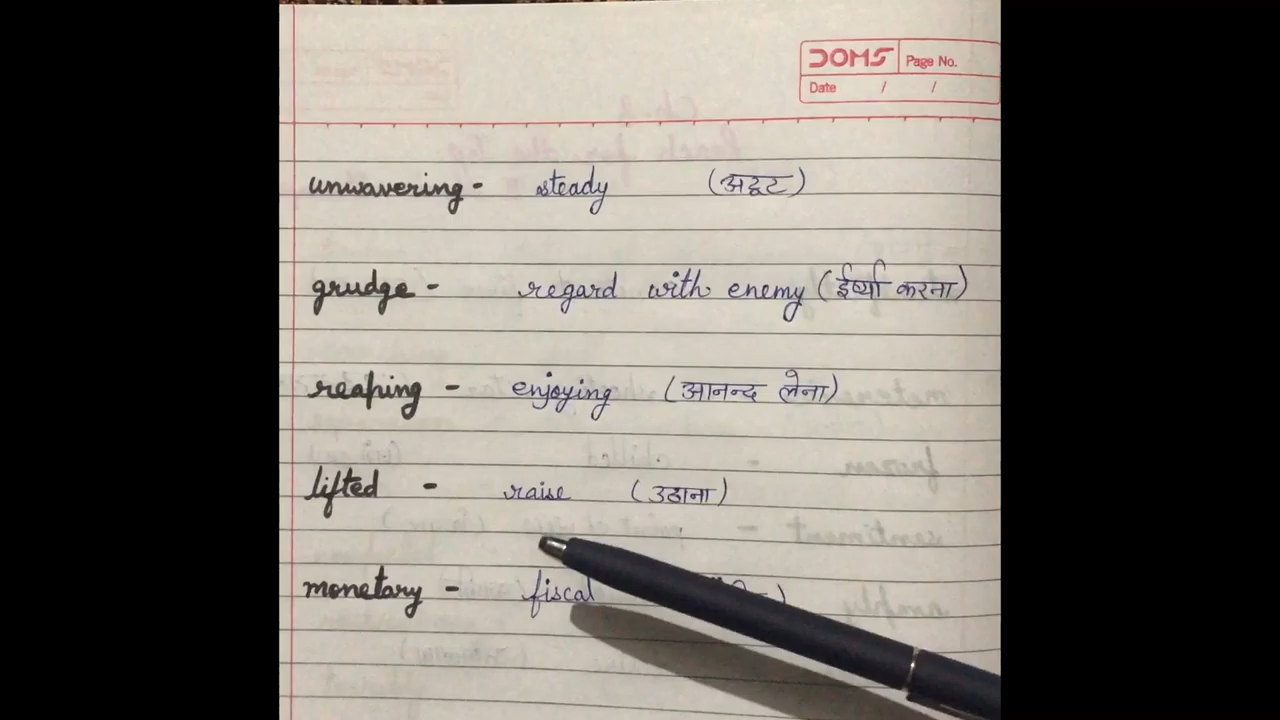 DOMS Page No.
Date / /
unwavering - steady (अटूट)
grudge - regard with enemy (ईर्ष्या करना)
reaping - enjoying (आनन्द लेना)
lifted - raise (उठाना)
monetary - fiscal